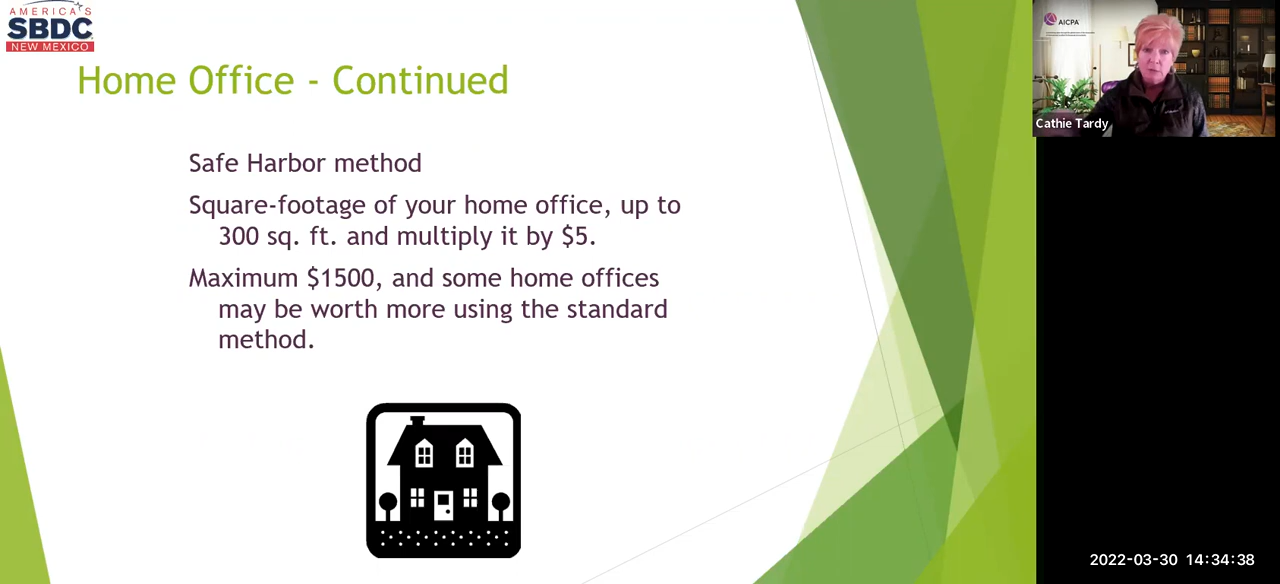 AMERICA'S
SBDC
NEW MEXICO
Home Office - Continued
Safe Harbor method
Square-footage of your home office, up to
300 sq. ft. and multiply it by $5.
Maximum $1500, and some home offices
may be worth more using the standard
method.
AICPA
Cathie Tardy
2022-03-30 14:34:38